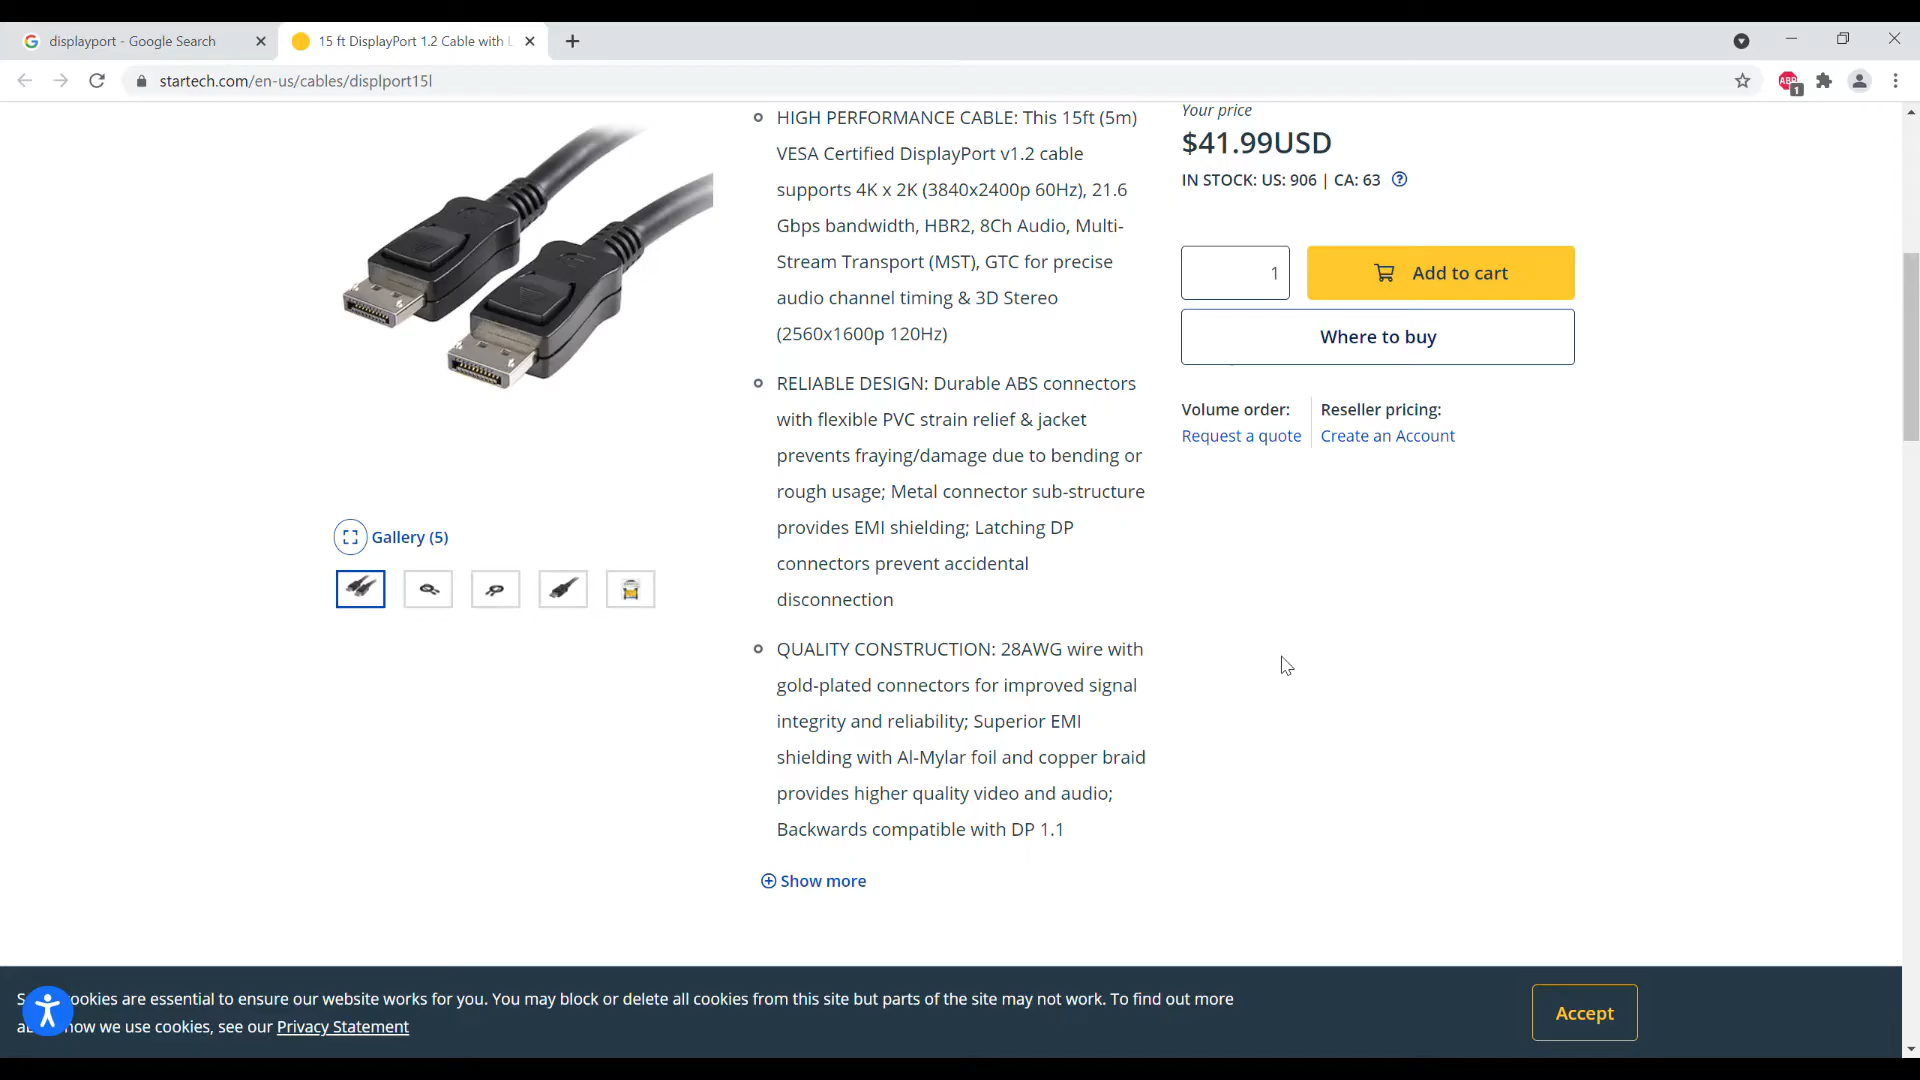 displayport - Google Search
15 ft DisplayPort 1.2 Cable with L
startech.com/en-us/cables/displport15l
ABP
1
HIGH PERFORMANCE CABLE: This 15ft (5m)
VESA Certified DisplayPort v1.2 cable
supports 4K x 2K (3840x2400p 60Hz), 21.6
Gbps bandwidth, HBR2, 8Ch Audio, Multi-
Stream Transport (MST), GTC for precise
audio channel timing & 3D Stereo
(2560x1600p 120Hz)
RELIABLE DESIGN: Durable ABS connectors
with flexible PVC strain relief & jacket
prevents fraying/damage due to bending or
rough usage; Metal connector sub-structure
provides EMI shielding; Latching DP
connectors prevent accidental
disconnection
QUALITY CONSTRUCTION: 28AWG wire with
gold-plated connectors for improved signal
integrity and reliability; Superior EMI
shielding with Al-Mylar foil and copper braid
provides higher quality video and audio;
Backwards compatible with DP 1.1
Show more
Gallery (5)
Your price
$41.99USD
IN STOCK: US: 906 | CA: 63
1
Add to cart
Where to buy
Volume order:
Request a quote
Reseller pricing:
Create an Account
ookies are essential to ensure our website works for you. You may block or delete all cookies from this site but parts of the site may not work. To find out more
how we use cookies, see our Privacy Statement
Accept